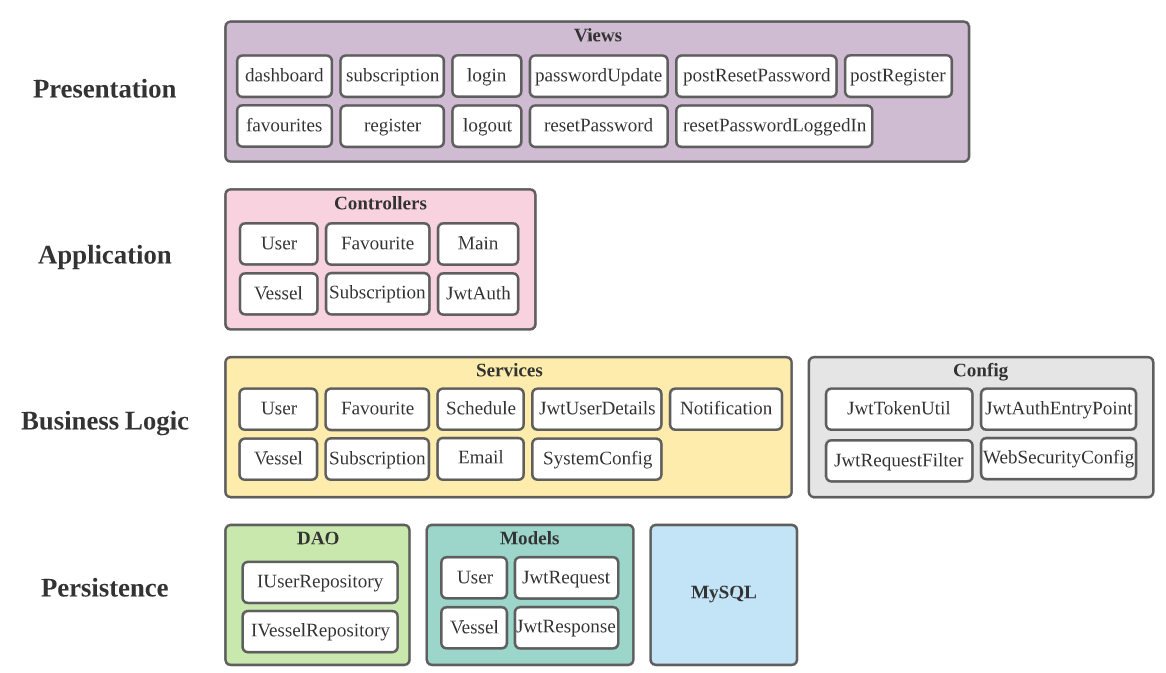 Presentation
Views
dashboard subscription login passwordUpdate postResetPassword postRegister
favourites register logout resetPassword resetPasswordLoggedIn
Application
Controllers
User Favourite Main
Vessel Subscription JwtAuth
Business Logic
Services
User Favourite Schedule JwtUserDetails Notification
Vessel Subscription Email SystemConfig
Config
JwtTokenUtil JwtAuthEntryPoint
JwtRequestFilter WebSecurityConfig
Persistence
DAO
IUserRepository
IVesselRepository
Models
User JwtRequest
Vessel JwtResponse
MySQL